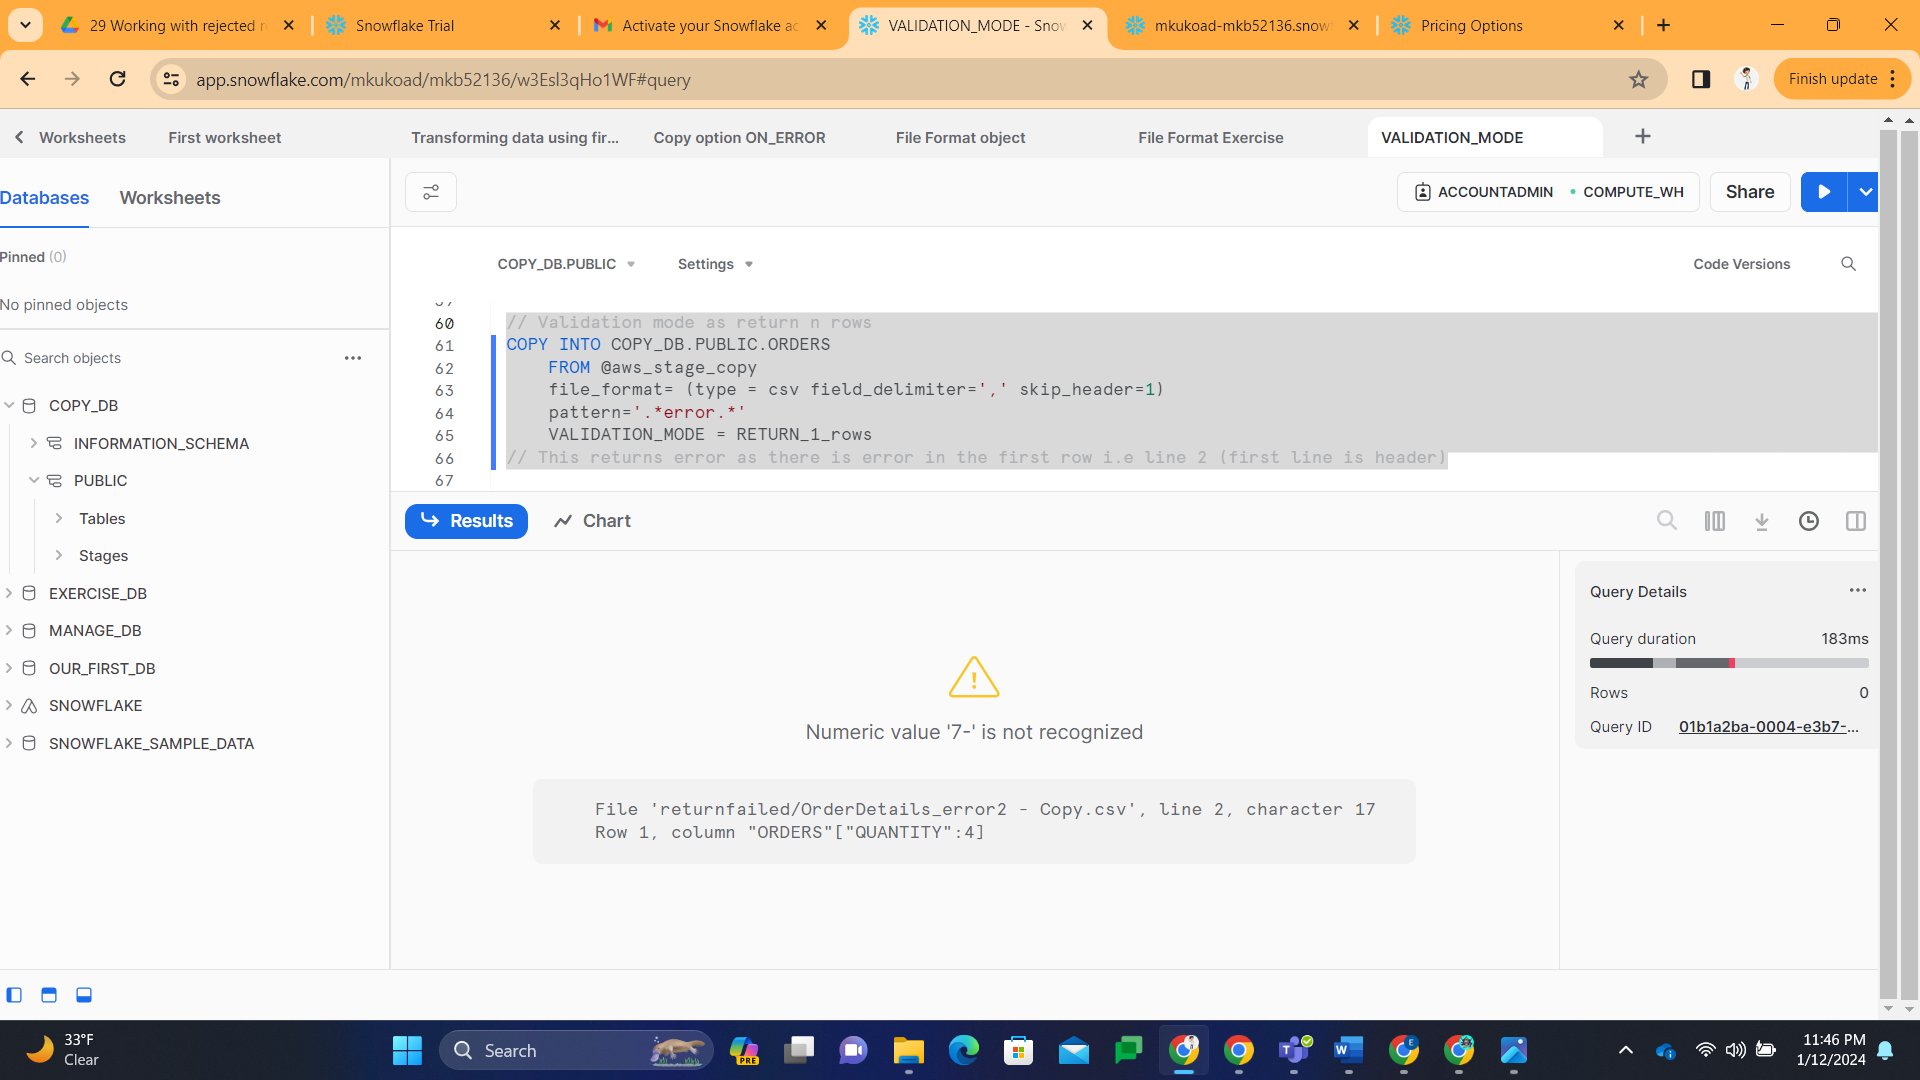 29 Working with rejected r
Snowflake Trial
Activate your Snowflake ac
VALIDATION_MODE - Snow
mkukoad-mkb52136.snowf
Pricing Options
app.snowflake.com/mkukoad/mkb52136/w3Esl3qHo1WF#query
Finish update
Worksheets
First worksheet
Transforming data using fir...
Copy option ON_ERROR
File Format object
File Format Exercise
VALIDATION_MODE
Databases
Worksheets
ACCOUNTADMIN
COMPUTE_WH
Share
Pinned (0)
No pinned objects
Search objects
COPY_DB
INFORMATION_SCHEMA
PUBLIC
Tables
Stages
EXERCISE_DB
MANAGE_DB
OUR_FIRST_DB
SNOWFLAKE
SNOWFLAKE_SAMPLE_DATA
COPY_DB.PUBLIC
Settings
Code Versions
60 // Validation mode as return n rows
61 COPY INTO COPY_DB.PUBLIC.ORDERS
62 FROM @aws_stage_copy
63 file_format= (type = csv field_delimiter=',' skip_header=1)
64 pattern='.*error.*'
65 VALIDATION_MODE = RETURN_1_rows
66 // This returns error as there is error in the first row i.e line 2 (first line is header)
67
Results
Chart
Numeric value '7-' is not recognized
File 'returnfailed/OrderDetails_error2 - Copy.csv', line 2, character 17
Row 1, column "ORDERS"["QUANTITY":4]
Query Details
Query duration 183ms
Rows 0
Query ID 01b1a2ba-0004-e3b7-...
33°F
Clear
Search
PRE
11:46 PM
1/12/2024